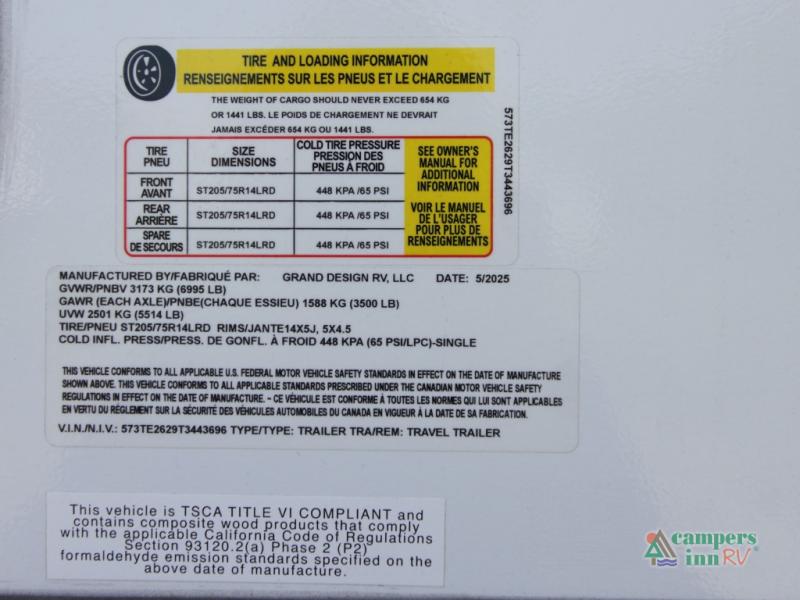 TIRE AND LOADING INFORMATION
RENSEIGNEMENTS SUR LES PNEUS ET LE CHARGEMENT
THE WEIGHT OF CARGO SHOULD NEVER EXCEED 654 KG
OR 1441 LBS. LE POIDS DE CHARGEMENT NE DEVRAIT
JAMAIS EXCÉDER 654 KG OU 1441 LBS.
TIRE PNEU SIZE DIMENSIONS COLD TIRE PRESSURE PRESSION DES PNEUS À FROID
FRONT AVANT ST205/75R14LRD 448 KPA /65 PSI
REAR ARRIÈRE ST205/75R14LRD 448 KPA /65 PSI
SPARE DE SECOURS ST205/75R14LRD 448 KPA /65 PSI
SEE OWNER'S
MANUAL FOR
ADDITIONAL
INFORMATION
VOIR LE MANUEL
DE L'USAGER
POUR PLUS DE
RENSEIGNEMENTS
573TE2629T3443696
MANUFACTURED BY/FABRIQUÉ PAR: GRAND DESIGN RV, LLC DATE: 5/2025
GVWR/PNBV 3173 KG (6995 LB)
GAWR (EACH AXLE)/PNBE(CHAQUE ESSIEU) 1588 KG (3500 LB)
UVW 2501 KG (5514 LB)
TIRE/PNEU ST205/75R14LRD RIMS/JANTE14X5J, 5X4.5
COLD INFL. PRESS/PRESS. DE GONFL. À FROID 448 KPA (65 PSI/LPC)-SINGLE
THIS VEHICLE CONFORMS TO ALL APPLICABLE U.S. FEDERAL MOTOR VEHICLE SAFETY STANDARDS IN EFFECT ON THE DATE OF MANUFACTURE
SHOWN ABOVE. THIS VEHICLE CONFORMS TO ALL APPLICABLE STANDARDS PRESCRIBED UNDER THE CANADIAN MOTOR VEHICLE SAFETY
REGULATIONS IN EFFECT ON THE DATE OF MANUFACTURE. - CE VÉHICULE EST CONFORME À TOUTES LES NORMES QUI LUI SONT APPLICABLES
EN VERTU DU RÉGLEMENT SUR LA SÉCURITÉ DES VÉHICULES AUTOMOBILES DU CANADA EN VIGUEUR À LA DATE DE SA FABRICATION.
V.I.N./N.I.V.: 573TE2629T3443696 TYPE/TYPE: TRAILER TRA/REM: TRAVEL TRAILER
This vehicle is TSCA TITLE VI COMPLIANT and
contains composite wood products that comply
with the applicable California Code of Regulations
Section 93120.2(a) Phase 2 (P2)
formaldehyde emission standards specified on the
above date of manufacture.
campers
inn RV